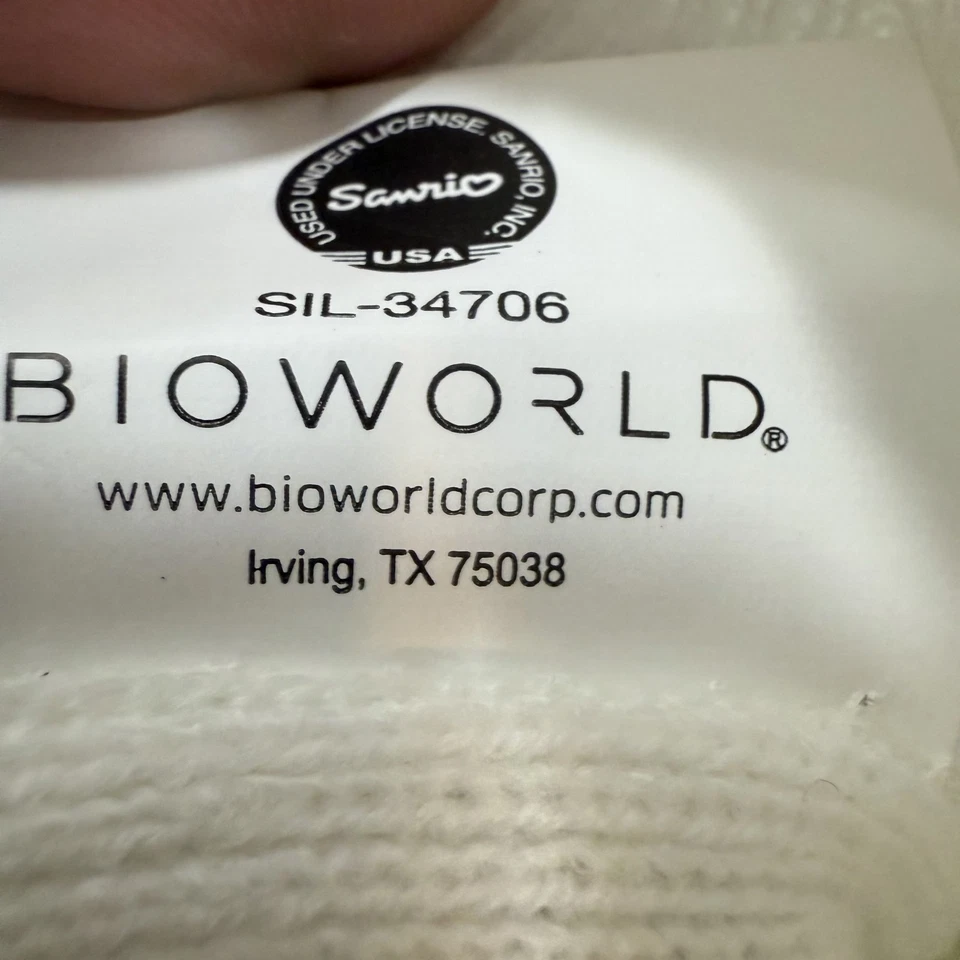 USED UNDER LICENSE. SANRIO, INC.
Sanrio
USA
SIL-34706
BIOWORLD®
www.bioworldcorp.com
Irving, TX 75038